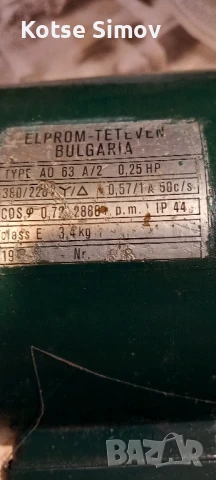 Kotse Simov
ELPROM-TETEVEN
BULGARIA
TYPE AO 63 A/2 0,25 HP
380/220 Y/Δ 0,57/1 A 50c/s
COS φ 0,72 2880 r.p.m. IP 44
class E 3,4kg
19 Nr.
bazar